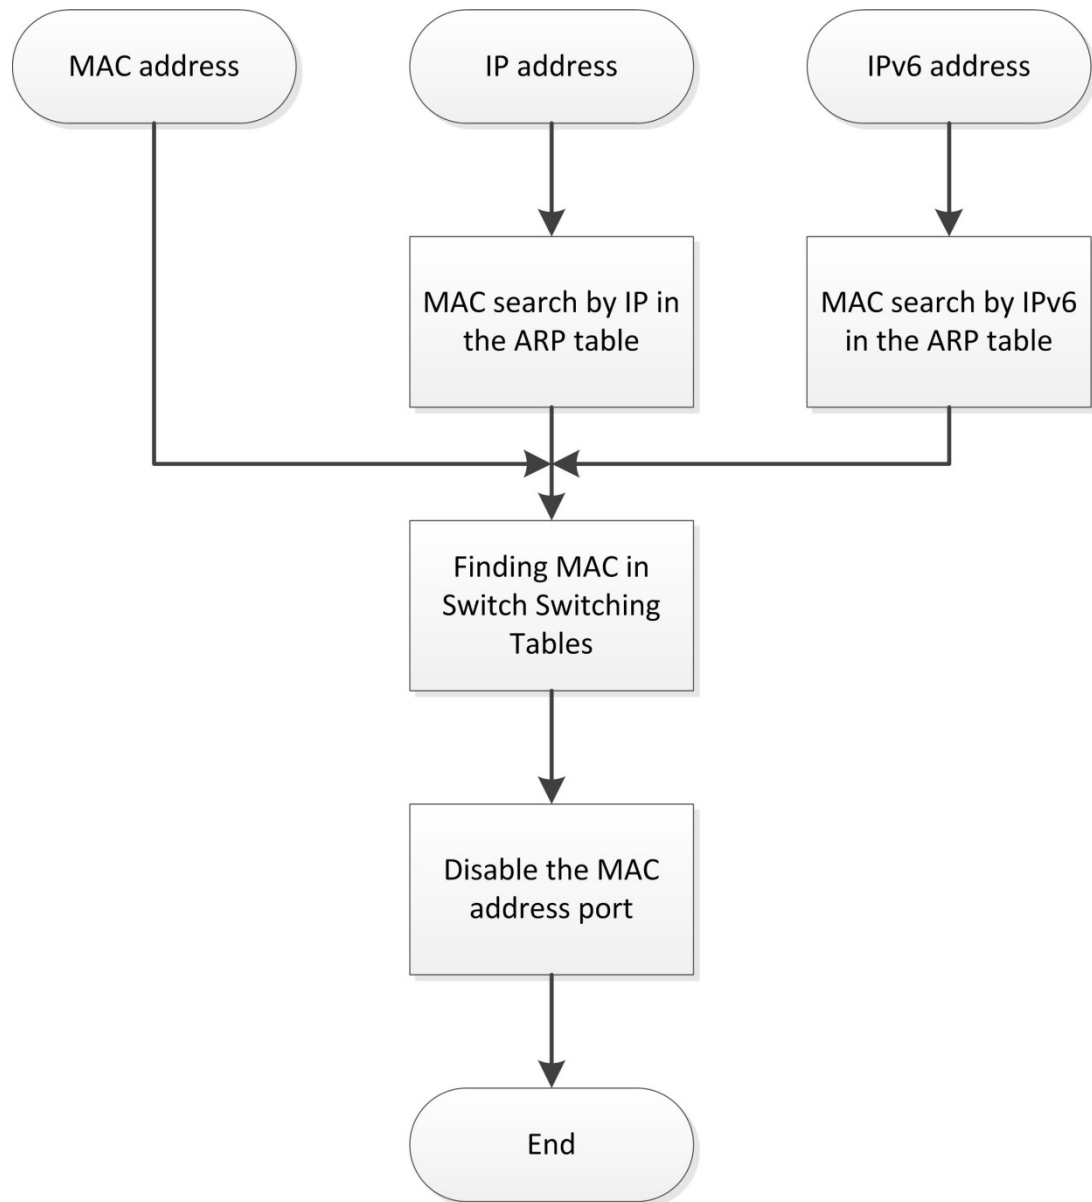 MAC address
IP address
IPv6 address
MAC search by IP in
the ARP table
MAC search by IPv6
in the ARP table
Finding MAC in
Switch Switching
Tables
Disable the MAC
address port
End